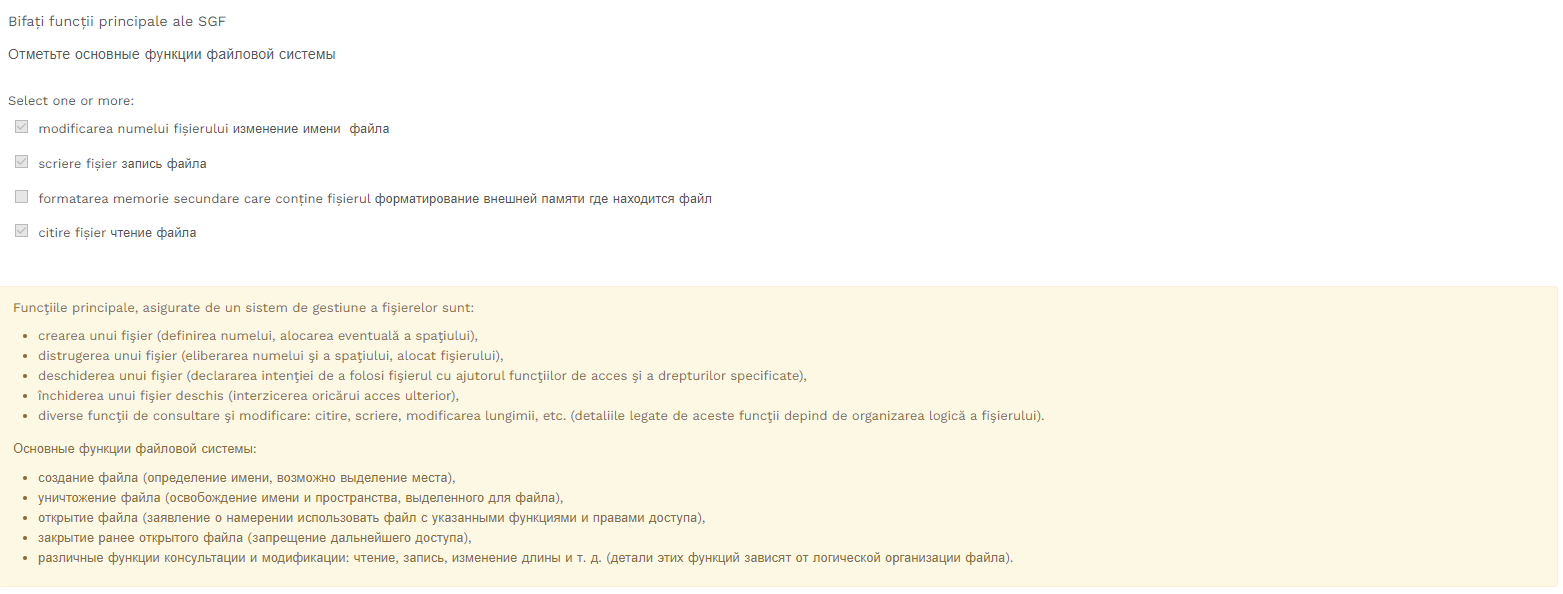 Bifați funcții principale ale SGF
Отметьте основные функции файловой системы
Select one or more:
modificarea numelui fișierului изменение имени файла
scriere fișier запись файла
formatarea memorie secundare care conține fișierul форматирование внешней памяти где находится файл
citire fișier чтение файла
Funcţiile principale, asigurate de un sistem de gestiune a fişierelor sunt:
• crearea unui fişier (definirea numelui, alocarea eventuală a spaţiului),
• distrugerea unui fişier (eliberarea numelui şi a spaţiului, alocat fişierului),
• deschiderea unui fişier (declararea intenţiei de a folosi fişierul cu ajutorul funcţiilor de acces şi a drepturilor specificate),
• închiderea unui fişier deschis (interzicerea oricărui acces ulterior),
• diverse funcţii de consultare şi modificare: citire, scriere, modificarea lungimii, etc. (detaliile legate de aceste funcţii depind de organizarea logică a fişierului).
Основные функции файловой системы:
• создание файла (определение имени, возможно выделение места),
• уничтожение файла (освобождение имени и пространства, выделенного для файла),
• открытие файла (заявление о намерении использовать файл с указанными функциями и правами доступа),
• закрытие ранее открытого файла (запрещение дальнейшего доступа),
• различные функции консультации и модификации: чтение, запись, изменение длины и т. д. (детали этих функций зависят от логической организации файла).